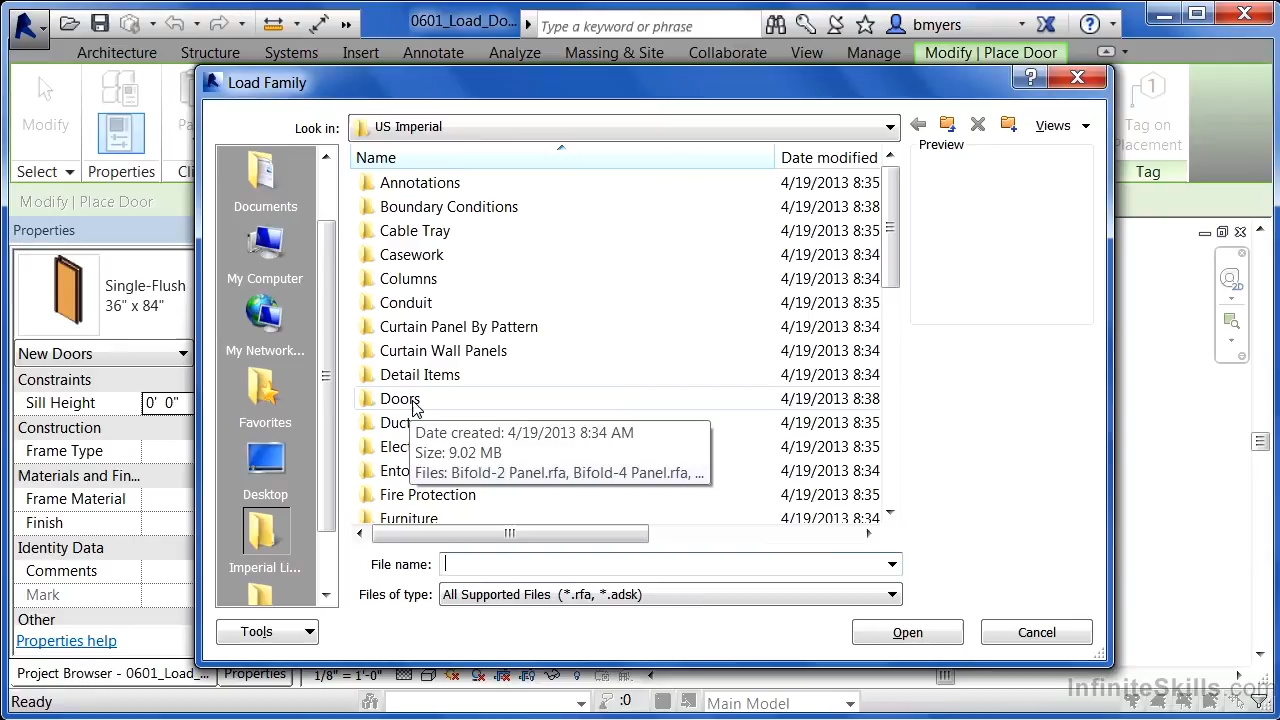 0601_Load_Do...
Type a keyword or phrase
bmyers
Architecture
Structure
Systems
Insert
Annotate
Analyze
Massing & Site
Collaborate
View
Manage
Modify | Place Door
Modify
Select
Properties
Tag on
Placement
Tag
Modify | Place Door
Properties
Single-Flush
36" x 84"
New Doors
Constraints
Sill Height
0' 0"
Construction
Frame Type
Materials and Fin...
Frame Material
Finish
Identity Data
Comments
Mark
Other
Properties help
Project Browser - 0601_Load_...
Properties
1/8" = 1'-0"
Ready
:0
Main Model
Load Family
Look in:
US Imperial
Views
Preview
Documents
My Computer
My Network...
Favorites
Desktop
Imperial Li...
Name
Date modified
Annotations 4/19/2013 8:35
Boundary Conditions 4/19/2013 8:38
Cable Tray 4/19/2013 8:35
Casework 4/19/2013 8:34
Columns 4/19/2013 8:34
Conduit 4/19/2013 8:35
Curtain Panel By Pattern 4/19/2013 8:34
Curtain Wall Panels 4/19/2013 8:34
Detail Items 4/19/2013 8:34
Doors 4/19/2013 8:38
Duct 4/19/2013 8:35
Elec 4/19/2013 8:35
Ento 4/19/2013 8:34
Fire Protection 4/19/2013 8:35
Furniture 4/19/2013 8:34
Date created: 4/19/2013 8:34 AM
Size: 9.02 MB
Files: Bifold-2 Panel.rfa, Bifold-4 Panel.rfa, ...
File name:
Files of type:
All Supported Files (*.rfa, *.adsk)
Tools
Open
Cancel
InfiniteSkills.com